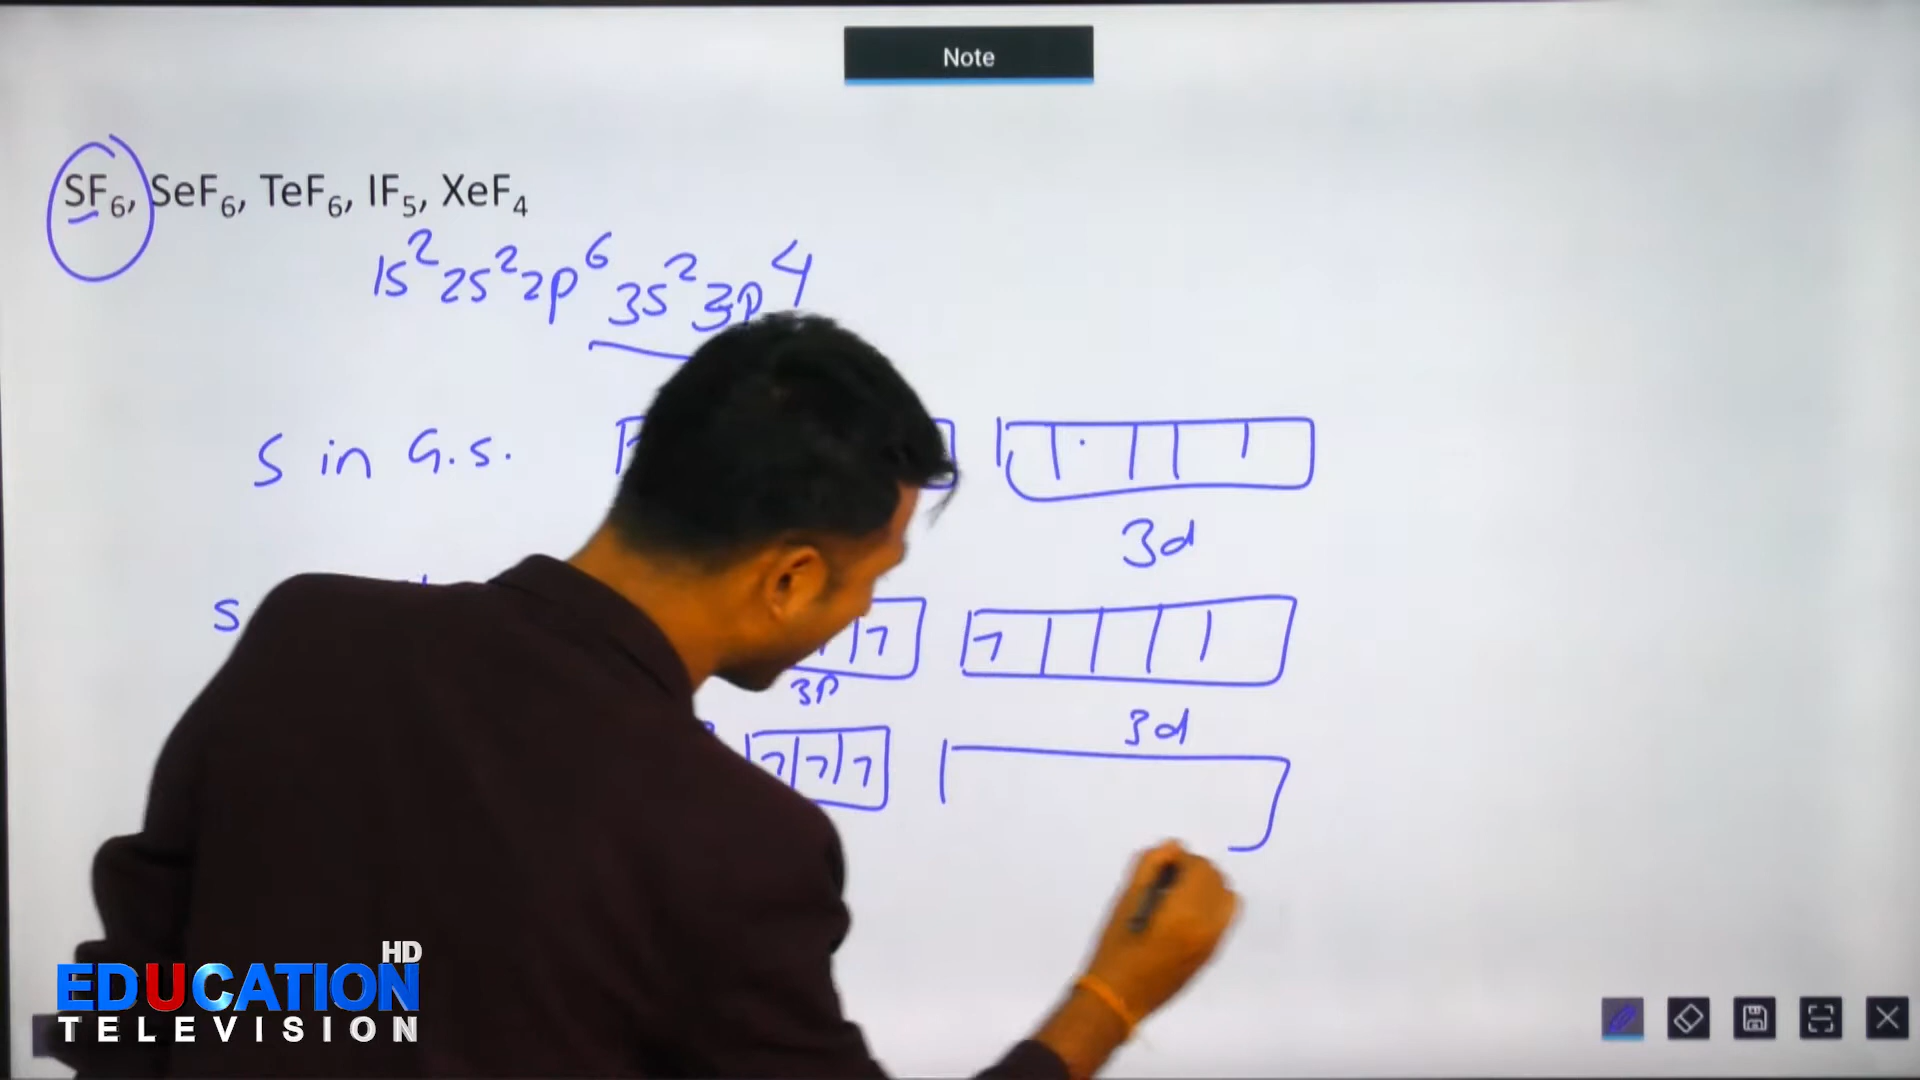 Note
SF₆, SeF₆, TeF₆, IF₅, XeF₄
1s² 2s² 2p⁶ 3s² 3p⁴
S in G.s.
3d
S
3p
3d
HD
EDUCATION
TELEVISION